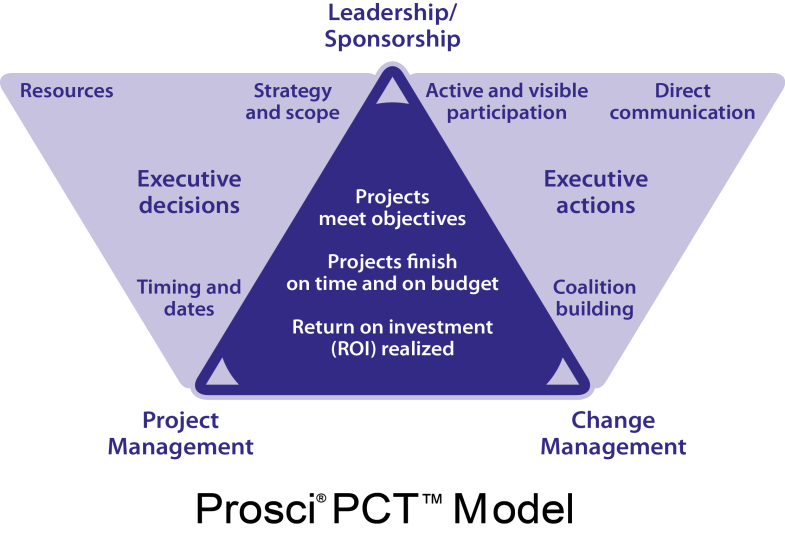 Leadership/
Sponsorship
Resources
Strategy
and scope
Active and visible
participation
Direct
communication
Executive
decisions
Executive
actions
Projects
meet objectives
Projects finish
on time and on budget
Return on investment
(ROI) realized
Timing and
dates
Coalition
building
Project
Management
Change
Management
Prosci® PCT™ Model